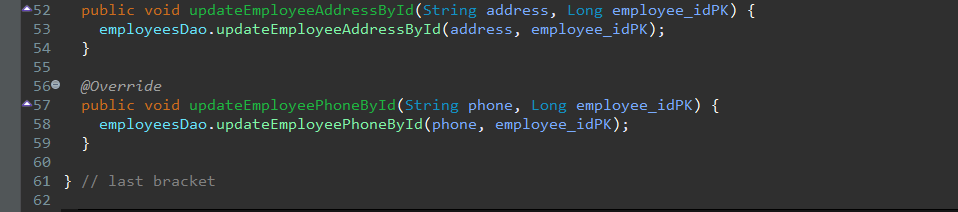 52 public void updateEmployeeAddressById(String address, Long employee_idPK) {
53 employeesDao.updateEmployeeAddressById(address, employee_idPK);
54 }
55
56 @Override
57 public void updateEmployeePhoneById(String phone, Long employee_idPK) {
58 employeesDao.updateEmployeePhoneById(phone, employee_idPK);
59 }
60
61 } // last bracket
62